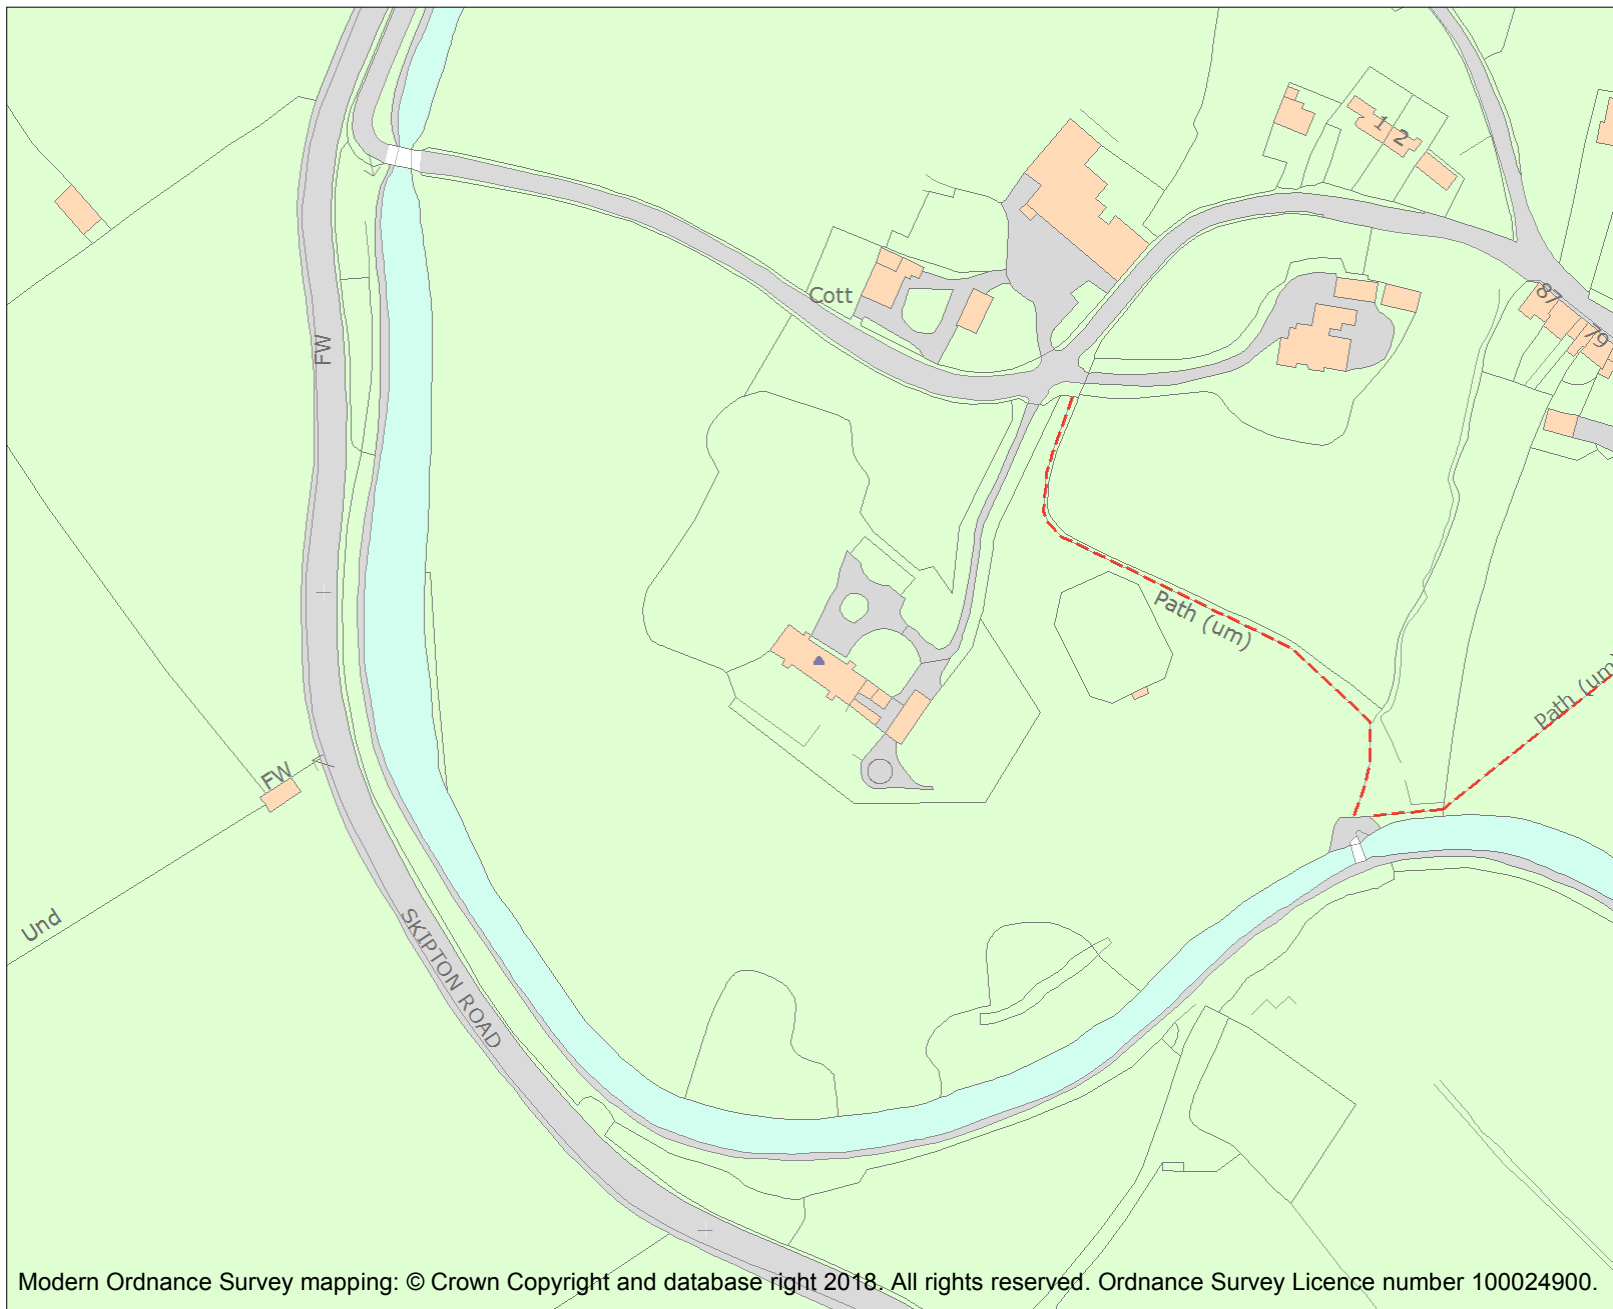 1 2
Cott
87
79
FW
Path (um)
Path (um)
FW
Und
SKIPTON ROAD
Modern Ordnance Survey mapping: © Crown Copyright and database right 2018. All rights reserved. Ordnance Survey Licence number 100024900.